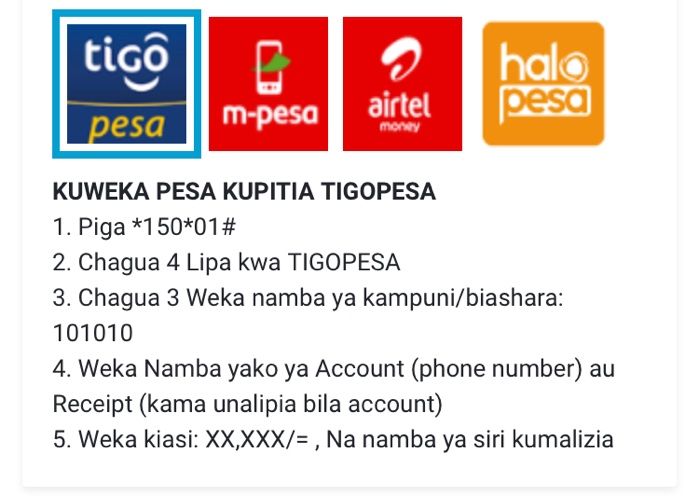 tigo pesa
m-pesa
airtel money
halo pesa
KUWEKA PESA KUPITIA TIGOPESA
1. Piga *150*01#
2. Chagua 4 Lipa kwa TIGOPESA
3. Chagua 3 Weka namba ya kampuni/biashara:
101010
4. Weka Namba yako ya Account (phone number) au
Receipt (kama unalipia bila account)
5. Weka kiasi: XX,XXX/= , Na namba ya siri kumalizia